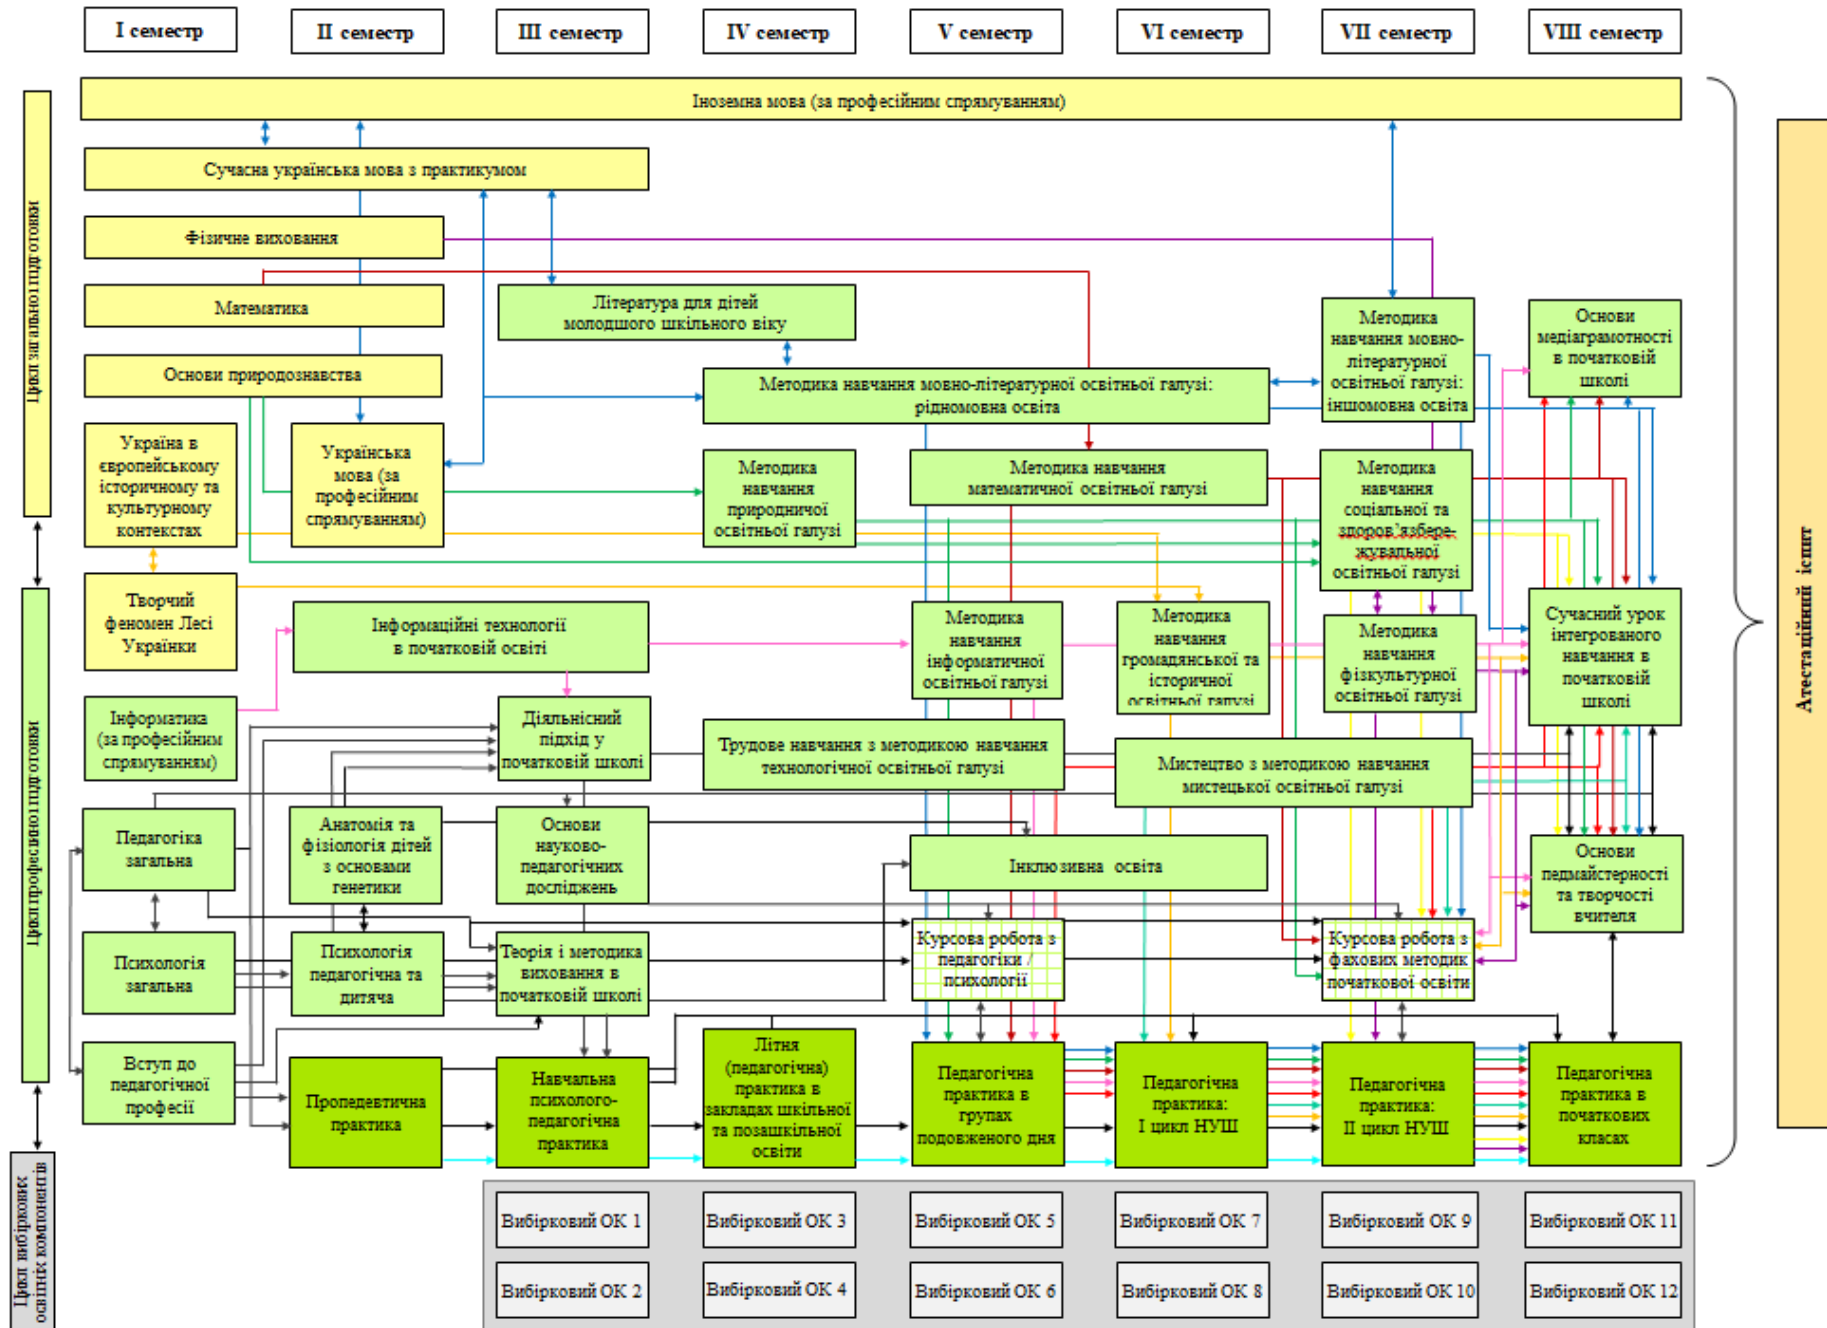 I семестр
II семестр
III семестр
IV семестр
V семестр
VI семестр
VII семестр
VIII семестр
Цикл загальної підготовки
Іноземна мова (за професійним спрямуванням)
Сучасна українська мова з практикумом
Фізичне виховання
Математика
Література для дітей
молодшого шкільного віку
Методика
навчання мовно-
літературної
освітньої галузі:
іншомовна освіта
Основи
медіаграмотності
в початковій
школі
Основи природознавства
Методика навчання мовно-літературної освітньої галузі:
рідномовна освіта
Україна в
європейському
історичному та
культурному
контекстах
Українська
мова (за
професійним
спрямуванням)
Методика
навчання
природничої
освітньої галузі
Методика навчання
математичної освітньої галузі
Методика
навчання
соціальної та
здоров’язбере-
жувальної
освітньої галузі
Цикл професійної підготовки
Творчий
феномен Лесі
Українки
Інформаційні технології
в початковій освіті
Методика
навчання
інформатичної
освітньої галузі
Методика
навчання
громадянської та
історичної
освітньої галузі
Методика
навчання
фізкультурної
освітньої галузі
Сучасний урок
інтегрованого
навчання в
початковій
школі
Інформатика
(за професійним
спрямуванням)
Діяльнісний
підхід у
початковій школі
Трудове навчання з методикою навчання
технологічної освітньої галузі
Мистецтво з методикою навчання
мистецької освітньої галузі
Педагогіка
загальна
Анатомія та
фізіологія дітей
з основами
генетики
Основи
науково-
педагогічних
досліджень
Інклюзивна освіта
Основи
педмайстерності
та творчості
вчителя
Психологія
загальна
Психологія
педагогічна та
дитяча
Теорія і методика
виховання в
початковій школі
Курсова робота з
педагогіки /
психології
Курсова робота з
фахових методик
початкової освіти
Вступ до
педагогічної
професії
Пропедевтична
практика
Навчальна
психолого-
педагогічна
практика
Літня
(педагогічна)
практика в
закладах шкільної
та позашкільної
освіти
Педагогічна
практика в
групах
подовженого дня
Педагогічна
практика:
I цикл НУШ
Педагогічна
практика:
II цикл НУШ
Педагогічна
практика в
початкових
класах
Атестаційний іспит
Цикл вибіркових
освітніх компонентів
Вибірковий ОК 1
Вибірковий ОК 3
Вибірковий ОК 5
Вибірковий ОК 7
Вибірковий ОК 9
Вибірковий ОК 11
Вибірковий ОК 2
Вибірковий ОК 4
Вибірковий ОК 6
Вибірковий ОК 8
Вибірковий ОК 10
Вибірковий ОК 12